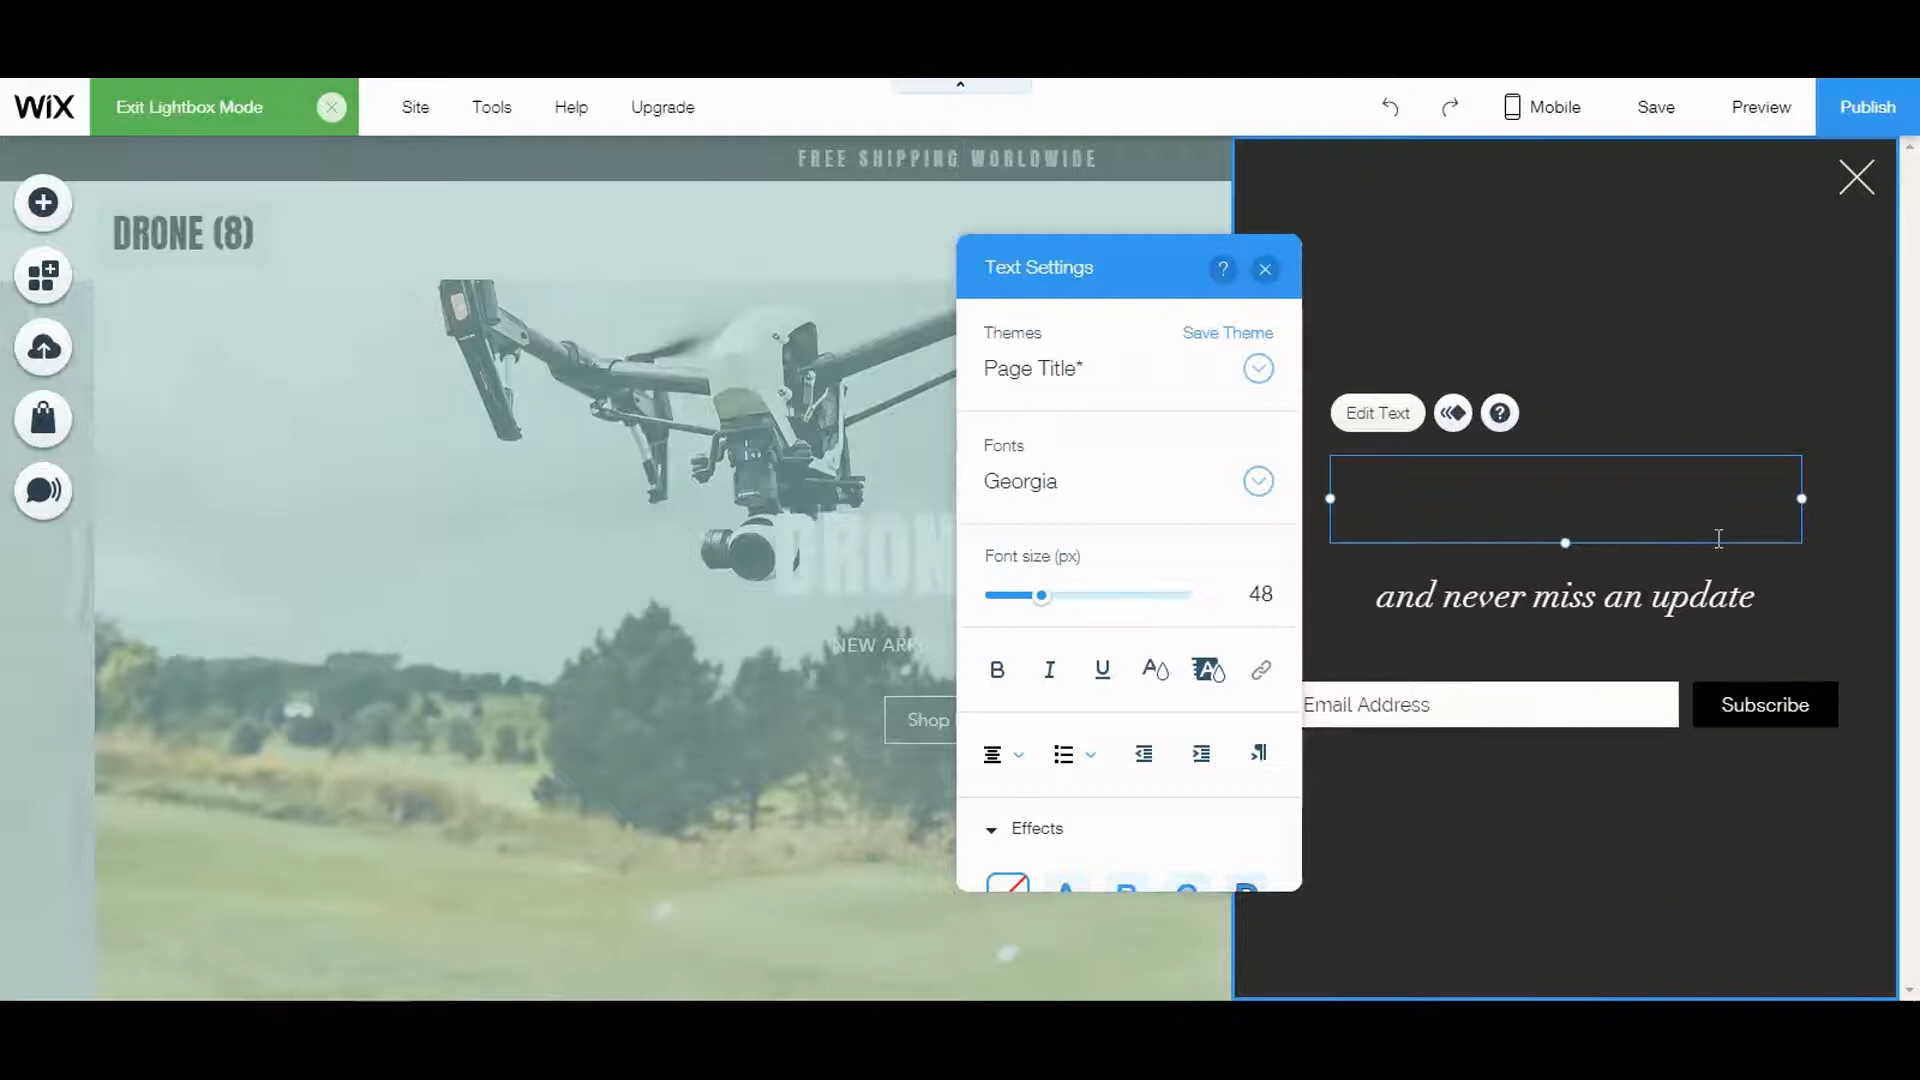 WiX
Exit Lightbox Mode
Site
Tools
Help
Upgrade
Mobile
Save
Preview
Publish
FREE SHIPPING WORLDWIDE
DRONE (8)
Text Settings
?
Themes
Save Theme
Page Title*
Fonts
Georgia
Font size (px)
48
B I U A A
Effects
A B C D
DRON
NEW ARR
Shop
Edit Text
?
and never miss an update
Email Address
Subscribe